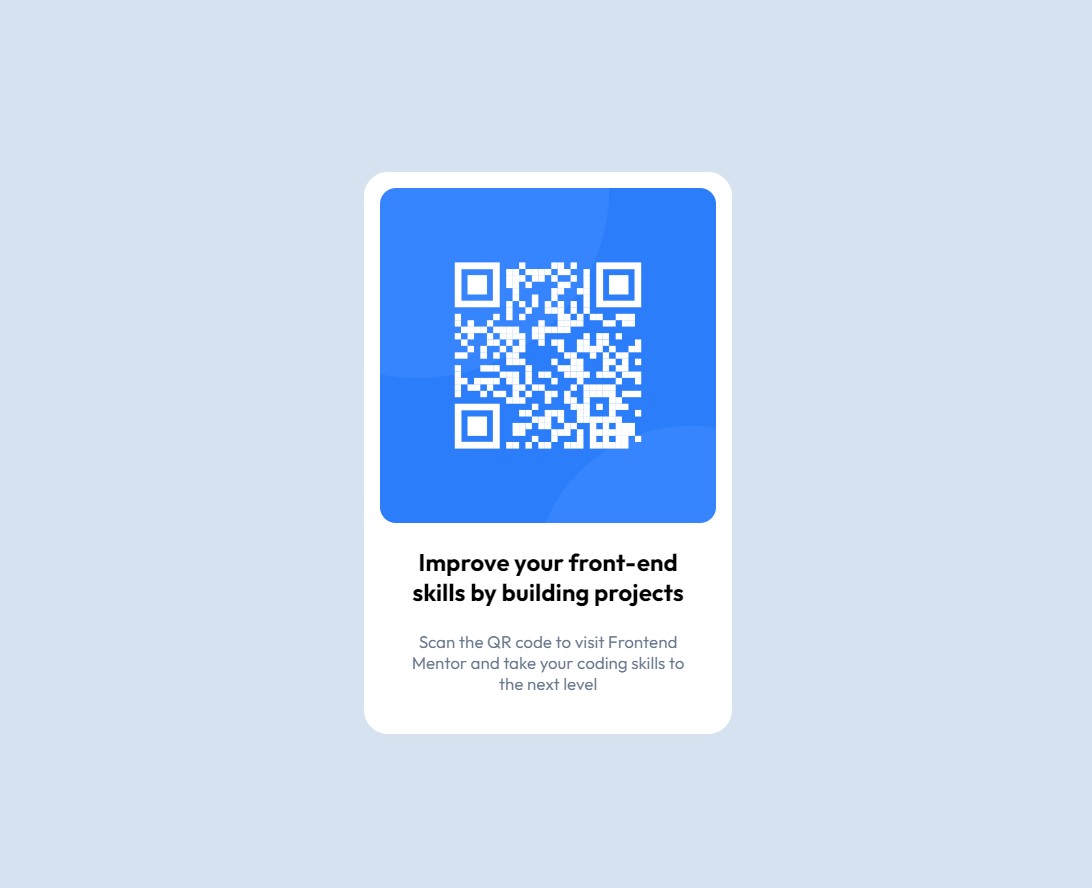 Improve your front-end
skills by building projects
Scan the QR code to visit Frontend
Mentor and take your coding skills to
the next level